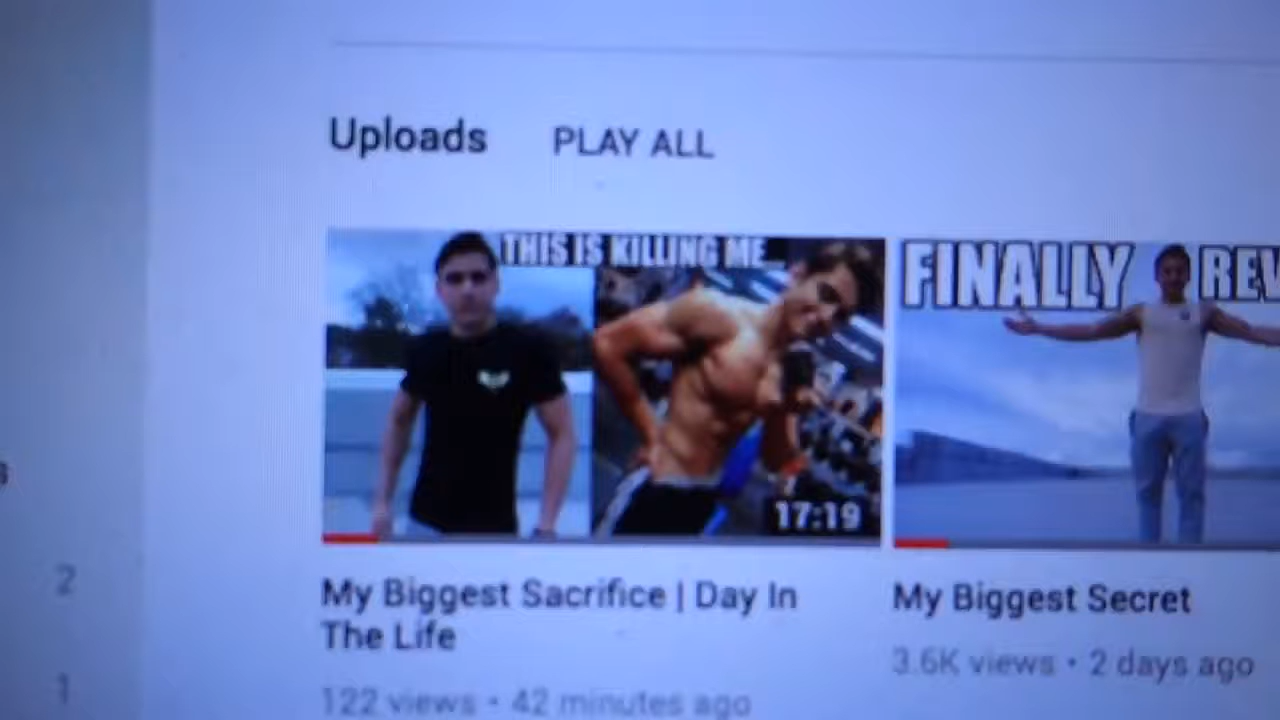 Uploads PLAY ALL
THIS IS KILLING ME...
FINALLY REV
17:19
My Biggest Sacrifice | Day In
The Life
My Biggest Secret
3.6K views • 2 days ago
122 views • 42 minutes ago
2
1